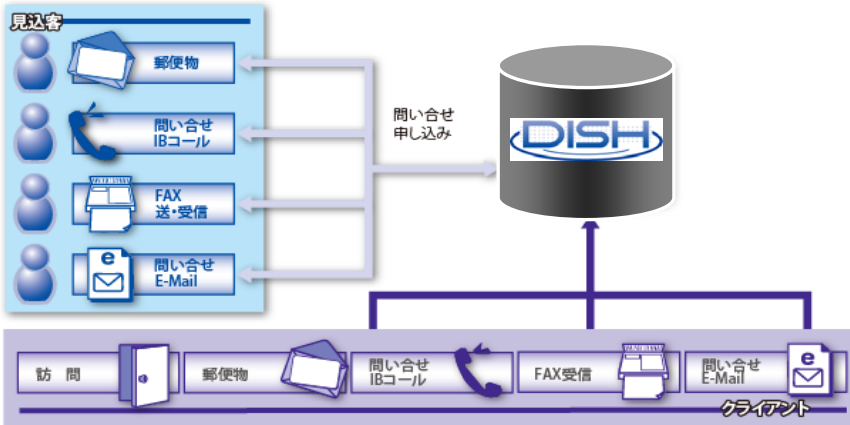 見込客
郵便物
問い合せ
IBコール
FAX
送・受信
e
問い合せ
E-Mail
問い合せ
申し込み
DISH
訪 問
郵便物
問い合せ
IBコール
FAX受信
問い合せ
E-Mail
e
クライアント